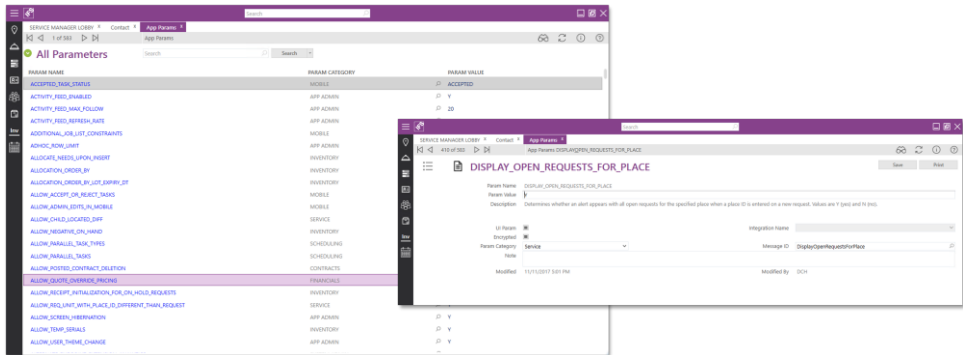 Search
SERVICE MANAGER LOBBY Contact App Params
1 of 583 App Params
All Parameters Search Search
PARAM NAME PARAM CATEGORY PARAM VALUE
ACCEPTED_TASK_STATUS MOBILE ACCEPTED
ACTIVITY_FEED_ENABLED APP ADMIN Y
ACTIVITY_FEED_MAX_FOLLOW APP ADMIN 20
ACTIVITY_FEED_REFRESH_RATE APP ADMIN
ADDITIONAL_JOB_LIST_CONSTRAINTS MOBILE
ADHOC_ROW_LIMIT APP ADMIN
ALLOCATE_NEEDS_UPON_INSERT INVENTORY
ALLOCATION_ORDER_BY INVENTORY
ALLOCATION_ORDER_BY_LOT_EXPIRY_DT INVENTORY
ALLOW_ACCEPT_OR_REJECT_TASKS MOBILE
ALLOW_ADMIN_EDITS_IN_MOBILE MOBILE
ALLOW_CHILD_LOCATED_DIFF SERVICE
ALLOW_NEGATIVE_ON_HAND INVENTORY
ALLOW_PARALLEL_TASK_TYPES SCHEDULING
ALLOW_PARALLEL_TASKS SCHEDULING
ALLOW_POSTED_CONTRACT_DELETION CONTRACTS
ALLOW_QUOTE_OVERRIDE_PRICING FINANCIALS
ALLOW_RECEIPT_INITIALIZATION_FOR_ON_HOLD_REQUESTS INVENTORY
ALLOW_REQ_UNIT_WITH_PLACE_ID_DIFFERENT_THAN_REQUEST SERVICE
ALLOW_SCREEN_HIBERNATION APP ADMIN Y
ALLOW_TEMP_SERIALS INVENTORY Y
ALLOW_USER_THEME_CHANGE APP ADMIN Y
Search
SERVICE MANAGER LOBBY Contact App Params
410 of 583 App Params DISPLAY_OPEN_REQUESTS_FOR_PLACE
DISPLAY_OPEN_REQUESTS_FOR_PLACE Save Print
Param Name DISPLAY_OPEN_REQUESTS_FOR_PLACE
Param Value Y
Description Determines whether an alert appears with all open requests for the specified place when a place ID is entered on a new request. Values are Y (yes) and N (no).
UI Param Integration Name
Encrypted
Param Category Service Message ID DisplayOpenRequestsForPlace
Note
Modified 11/11/2017 5:01 PM Modified By DCH